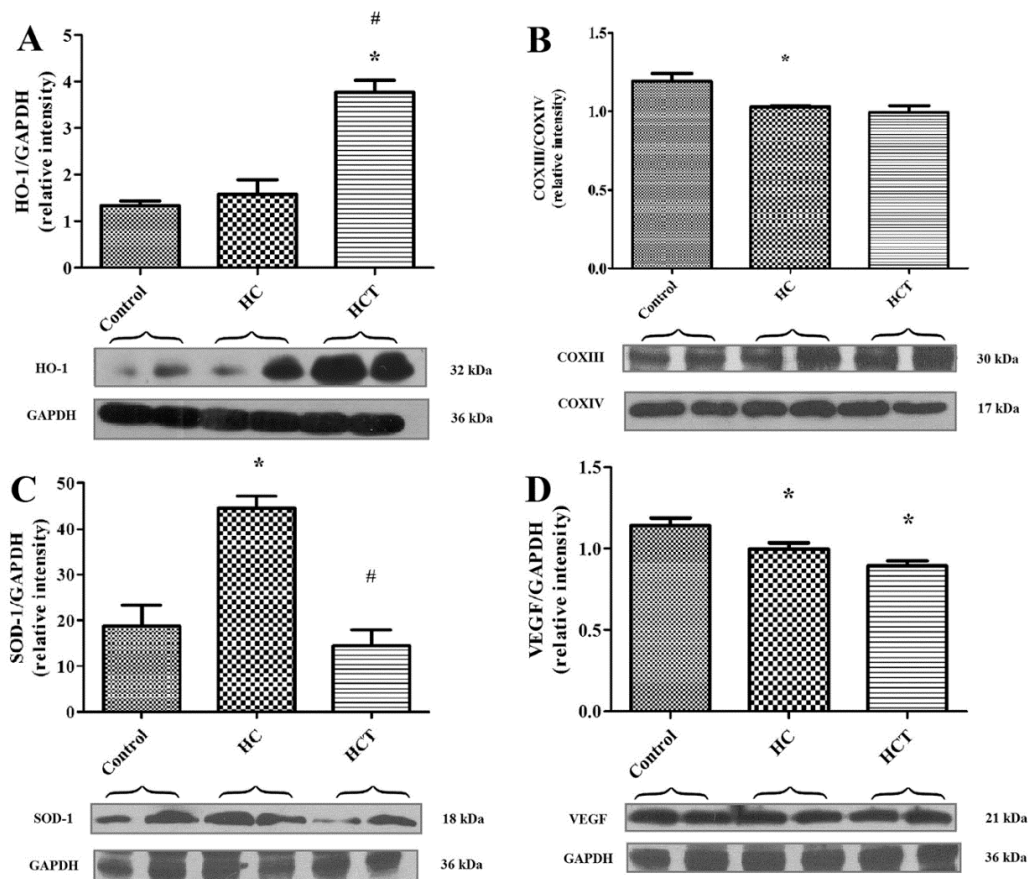 A
HO-1/GAPDH
(relative intensity)
5
4
3
2
1
0
#
*
Control
HC
HCT
HO-1
32 kDa
GAPDH
36 kDa
B
COXIII/COXIV
(relative intensity)
1.5
1.0
0.5
0.0
*
Control
HC
HCT
COXIII
30 kDa
COXIV
17 kDa
C
SOD-1/GAPDH
(relative intensity)
50
40
30
20
10
0
*
#
Control
HC
HCT
SOD-1
18 kDa
GAPDH
36 kDa
D
VEGF/GAPDH
(relative intensity)
1.5
1.0
0.5
0.0
*
*
Control
HC
HCT
VEGF
21 kDa
GAPDH
36 kDa